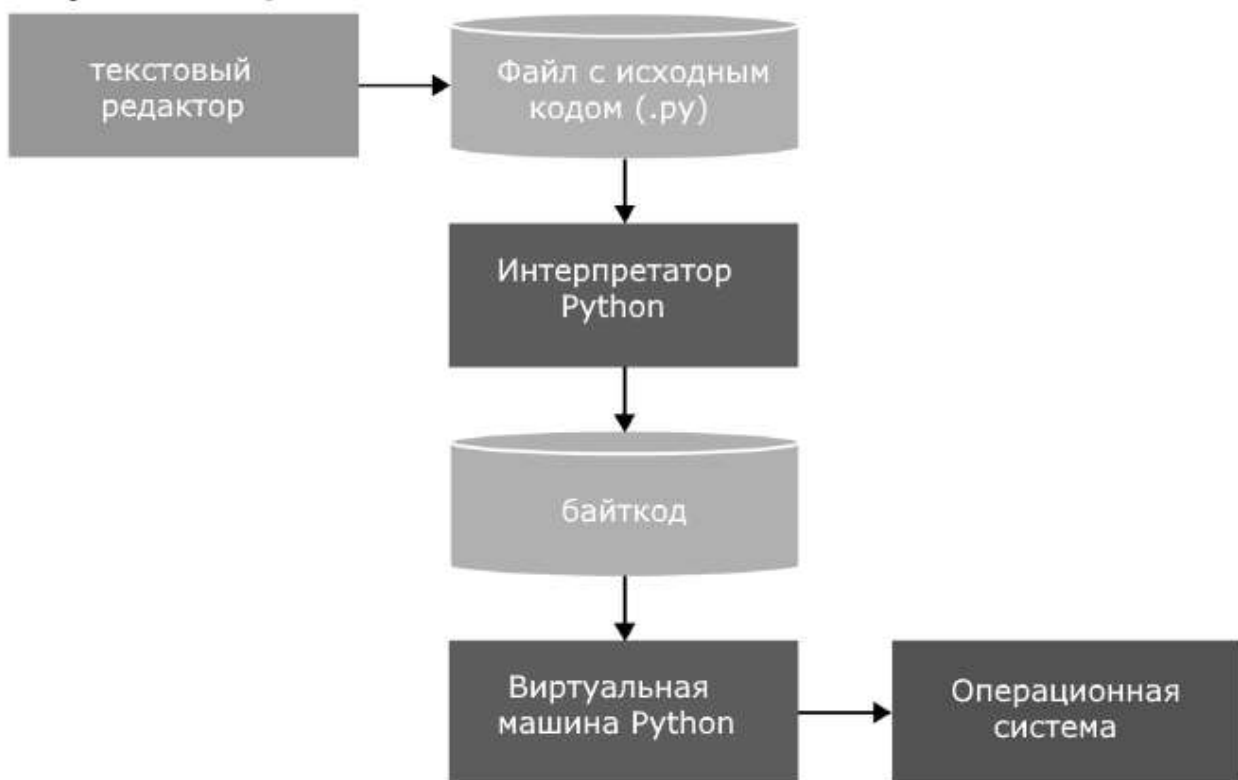 текстовый
редактор
Файл с исходным
кодом (.py)
Интерпретатор
Python
байткод
Виртуальная
машина Python
Операционная
система